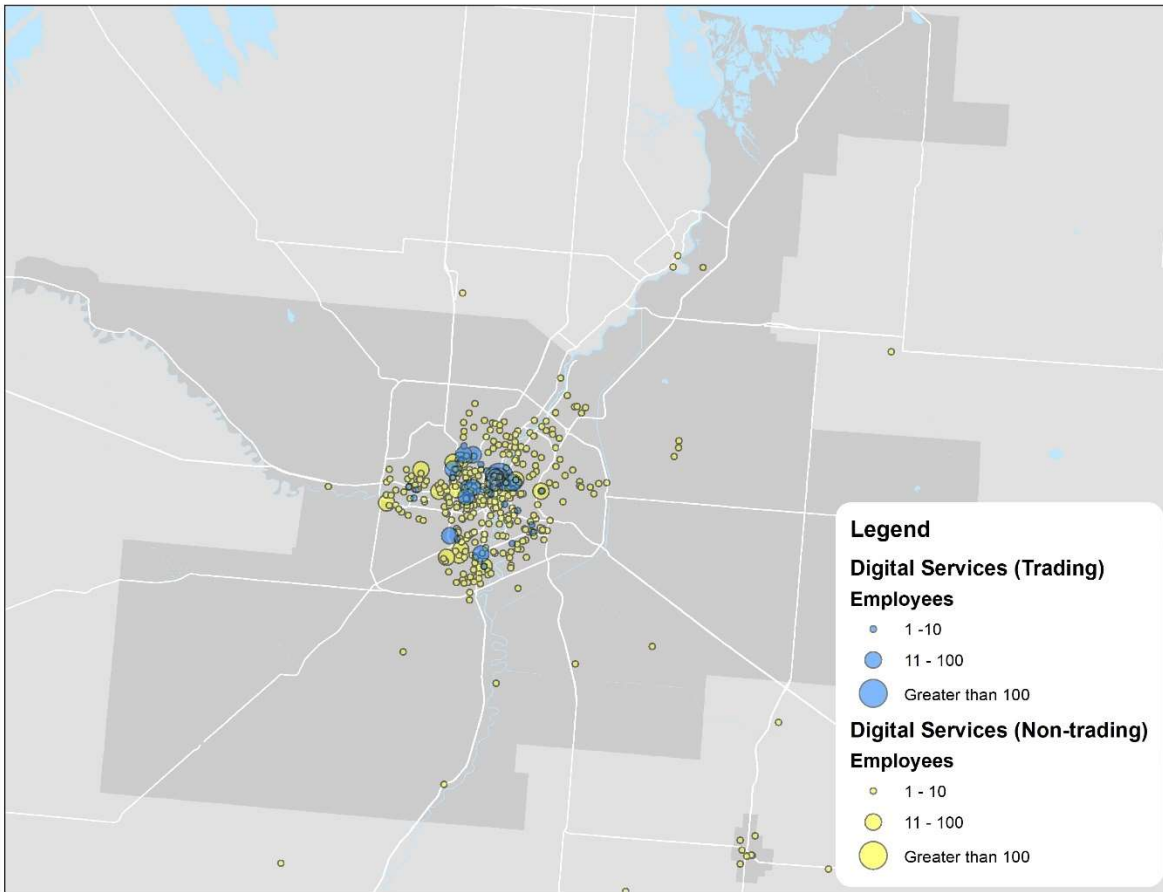 Legend
Digital Services (Trading)
Employees
1 -10
11 - 100
Greater than 100
Digital Services (Non-trading)
Employees
1 - 10
11 - 100
Greater than 100